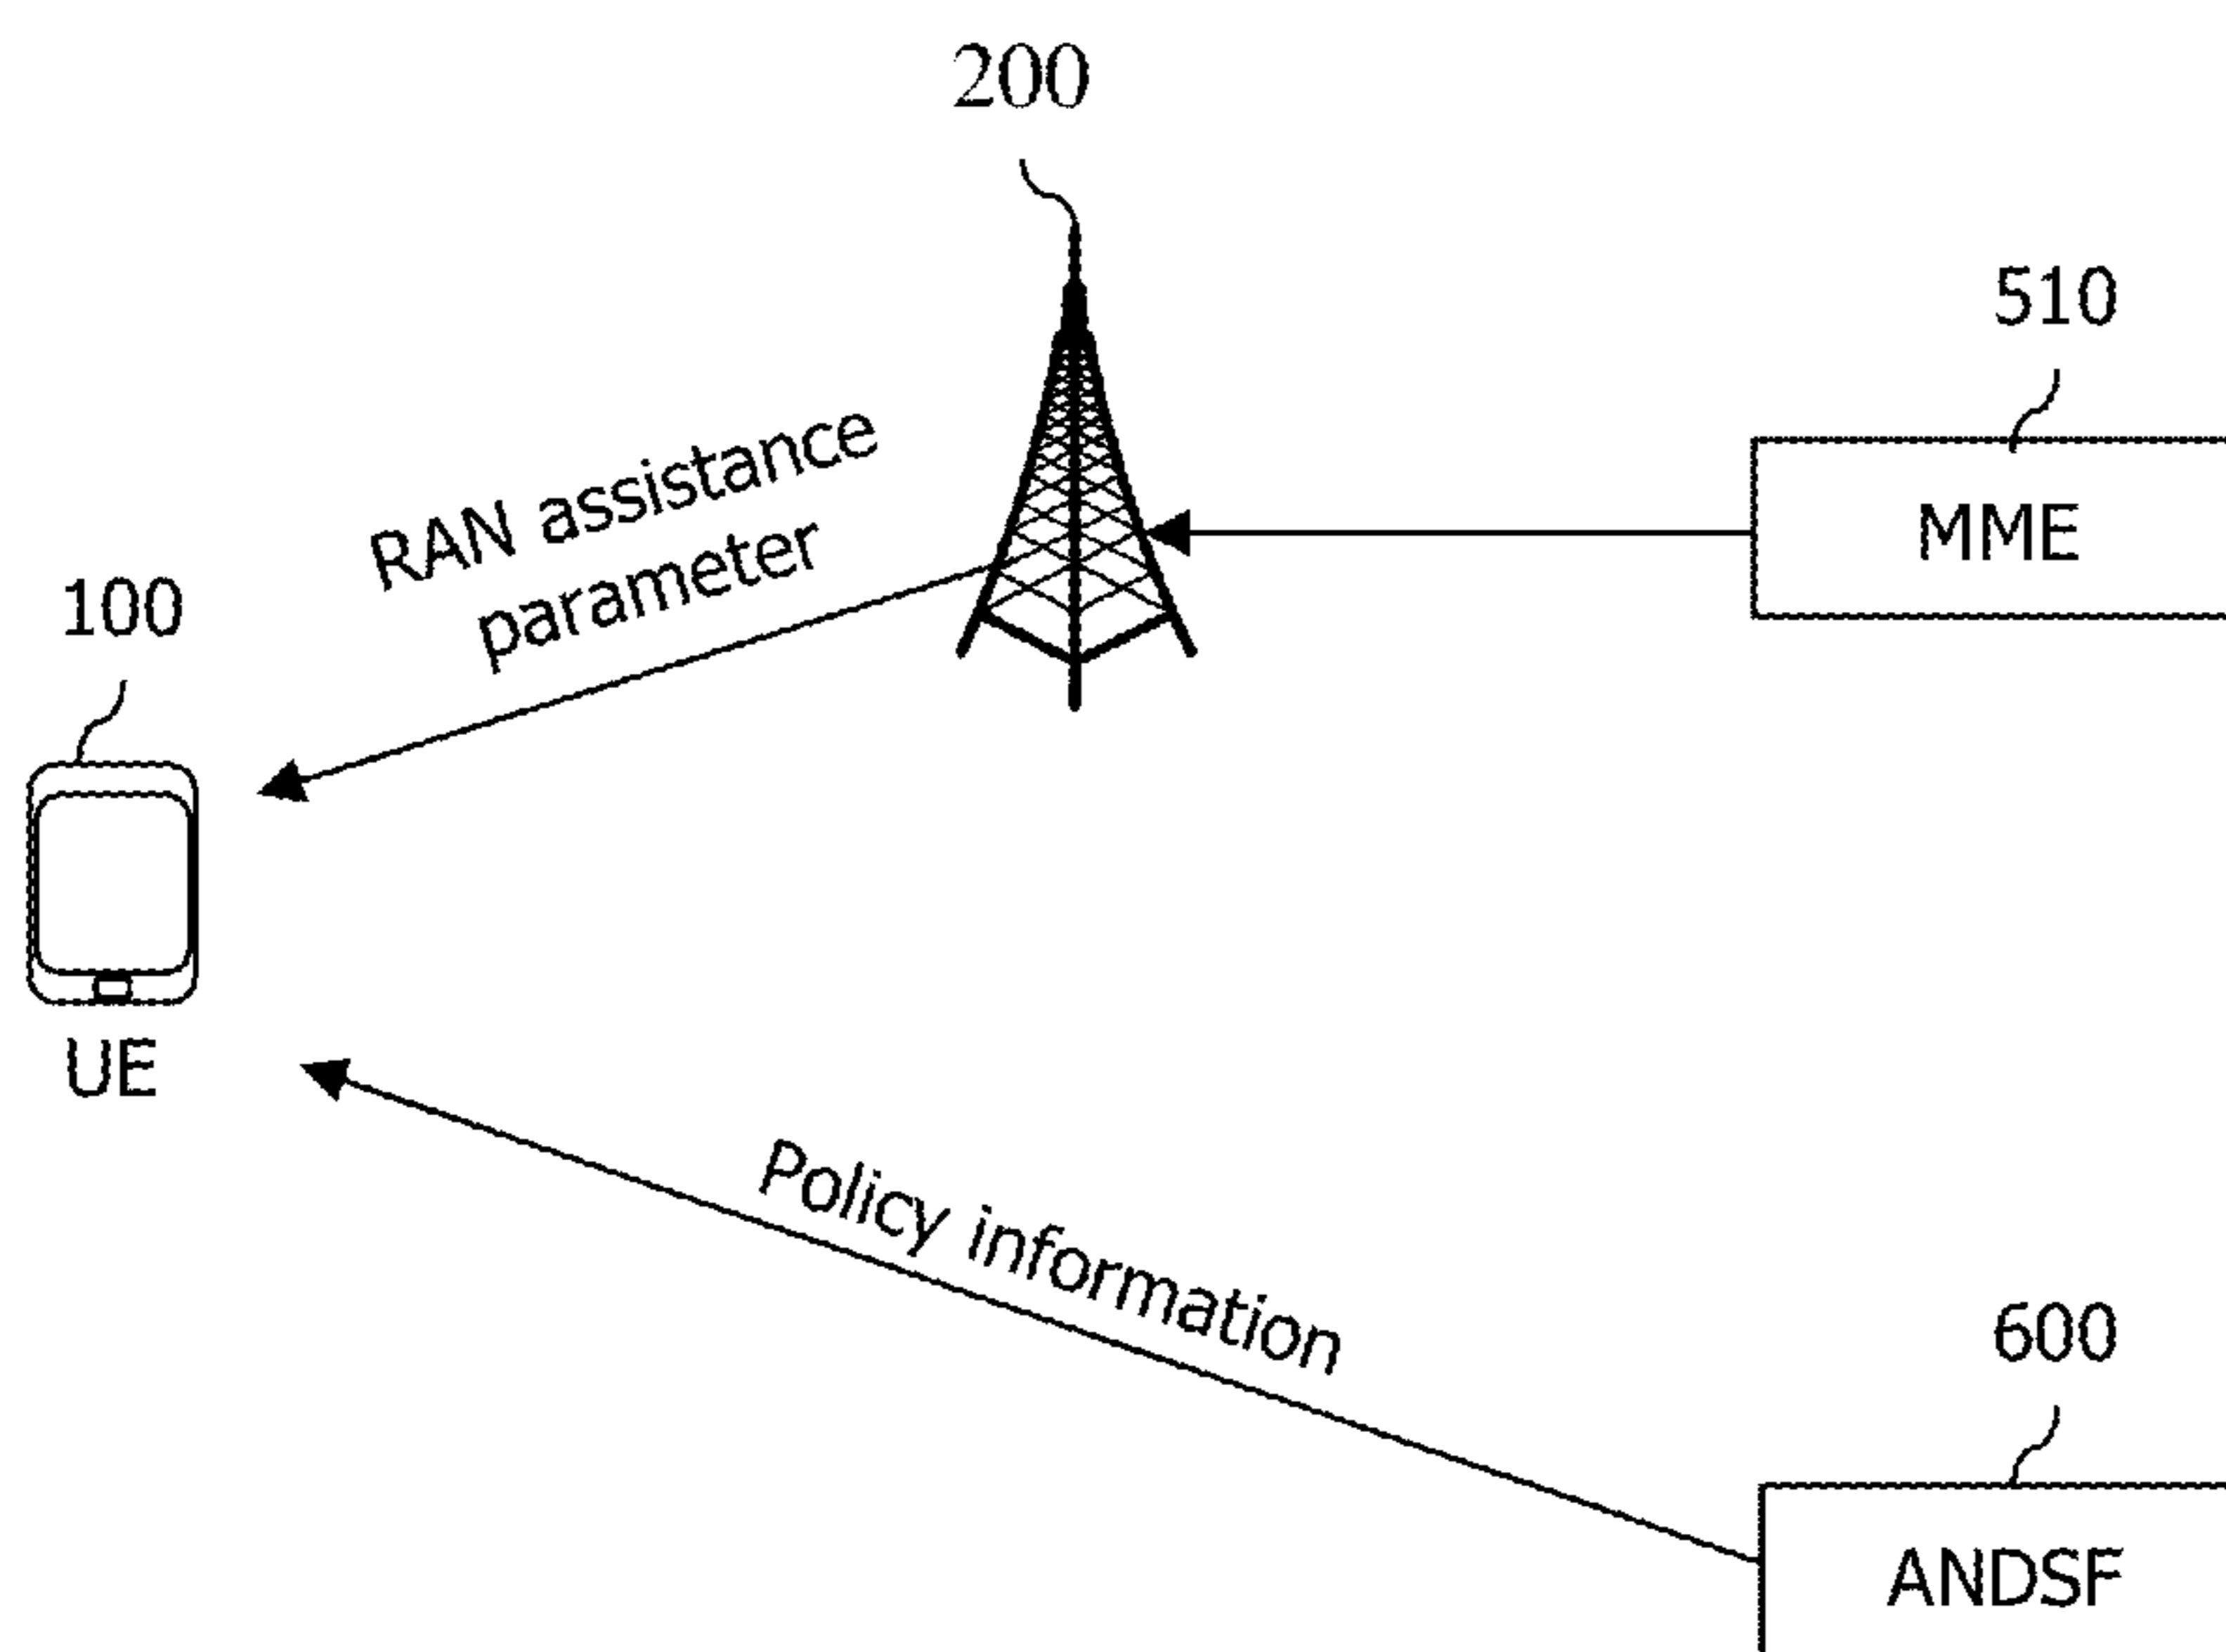 200
510
MME
RAN assistance
parameter
100
UE
Policy information
600
ANDSF